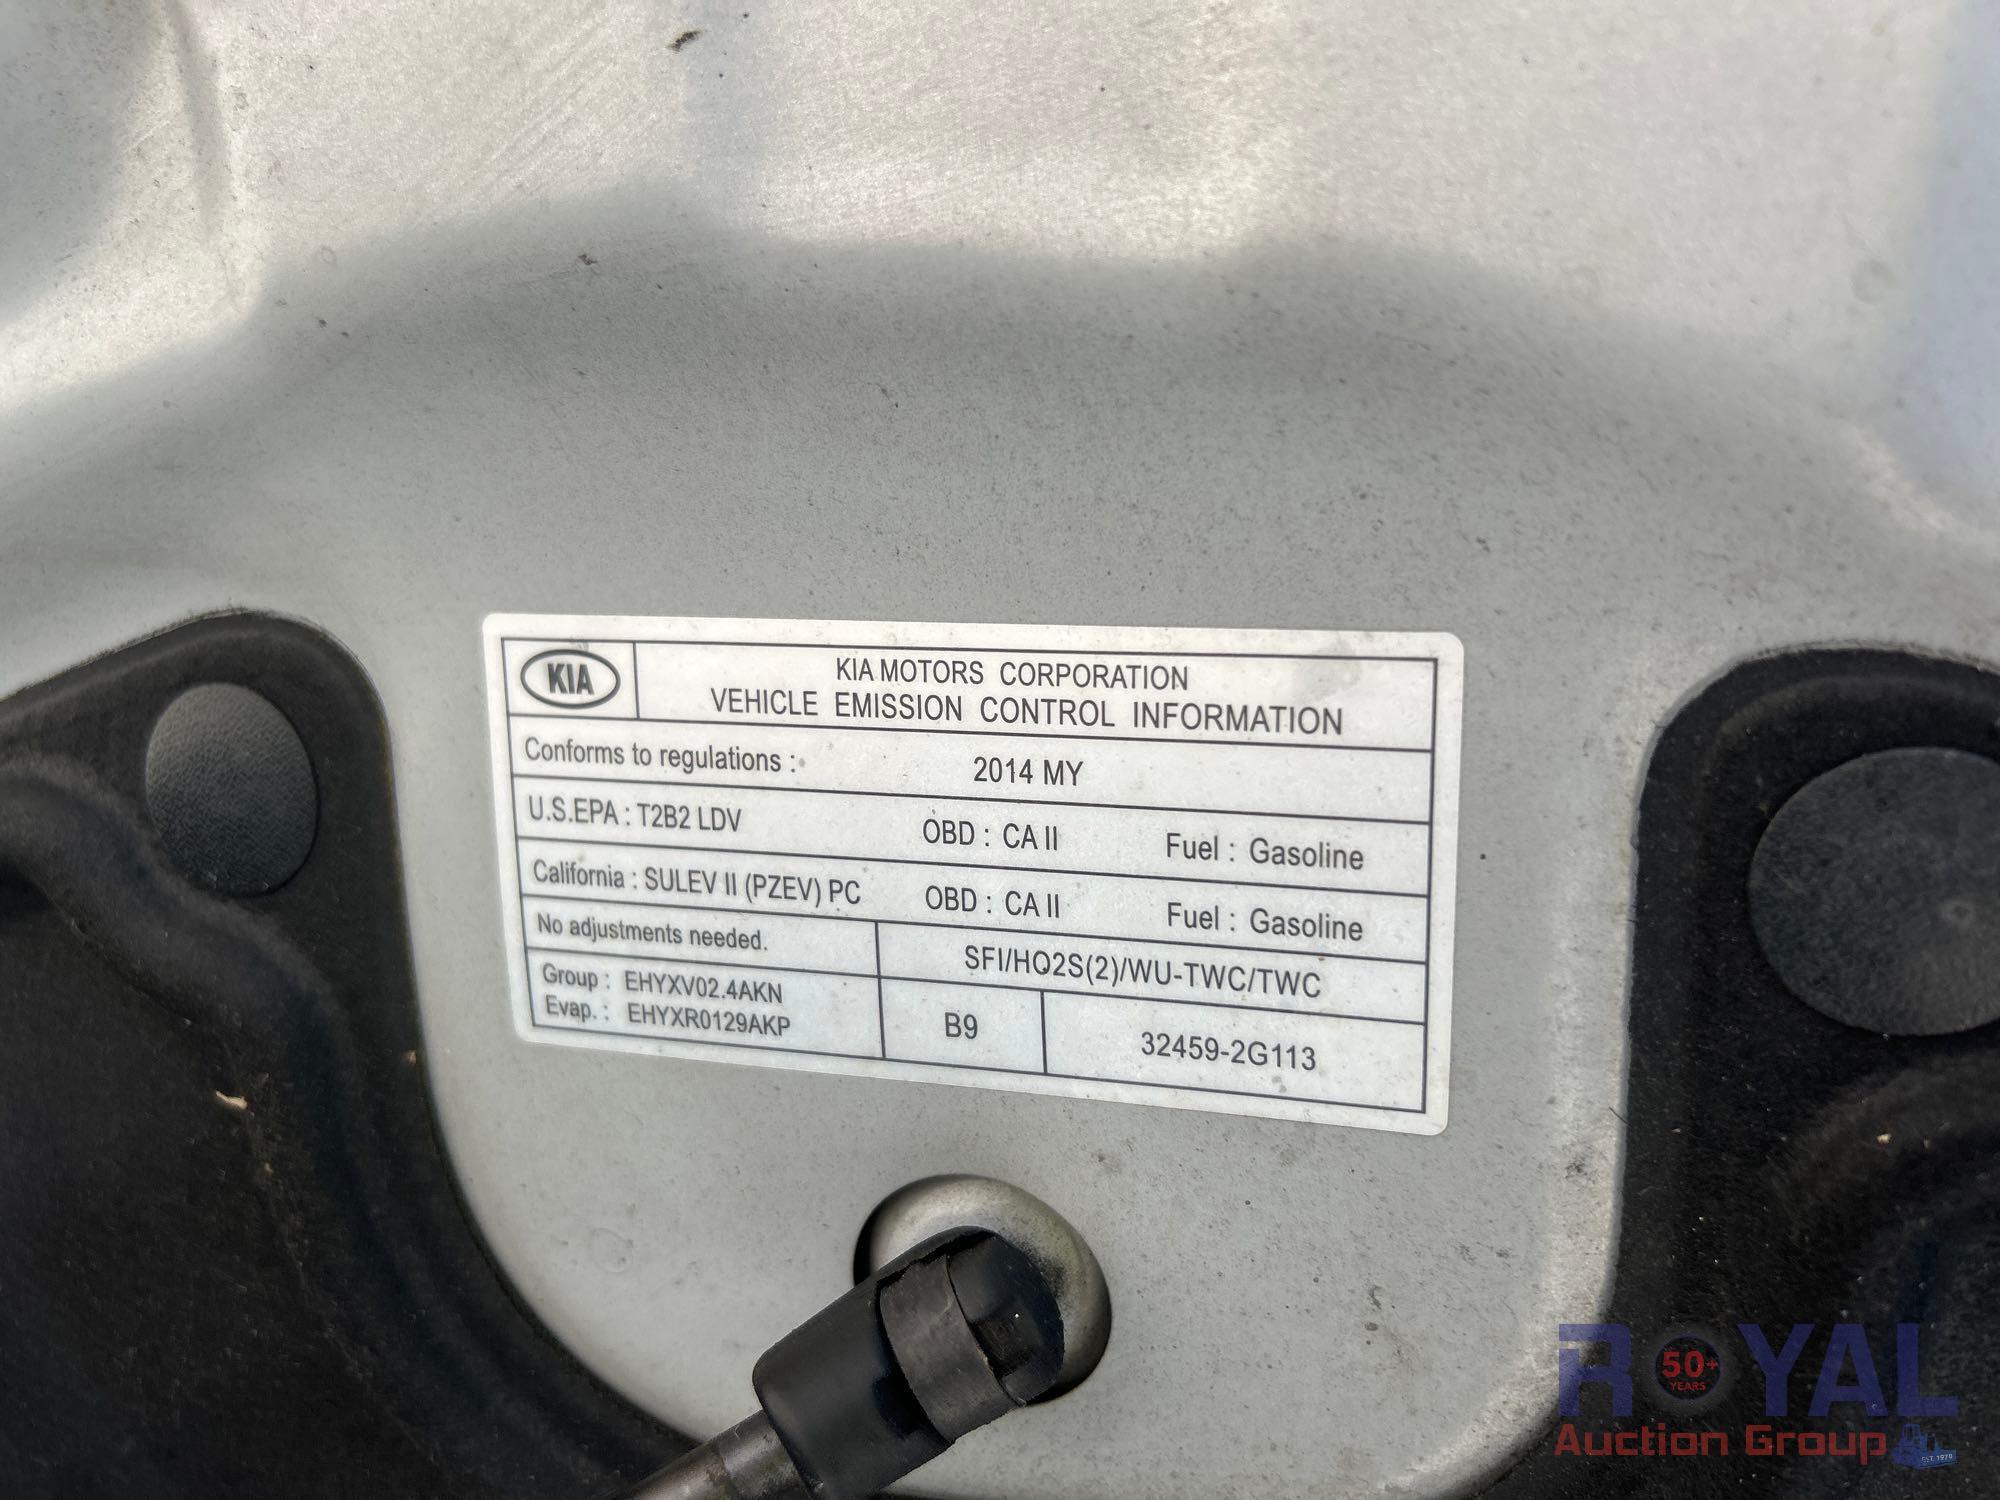 KIA
KIA MOTORS CORPORATION
VEHICLE EMISSION CONTROL INFORMATION
Conforms to regulations : 2014 MY
U.S.EPA : T2B2 LDV OBD : CA II Fuel : Gasoline
California : SULEV II (PZEV) PC OBD : CA II Fuel : Gasoline
No adjustments needed.
SFI/HO2S(2)/WU-TWC/TWC
Group : EHYXV02.4AKN
Evap. : EHYXR0129AKP
B9
32459-2G113
ROYAL
50+
YEARS
Auction Group
EST. 1970